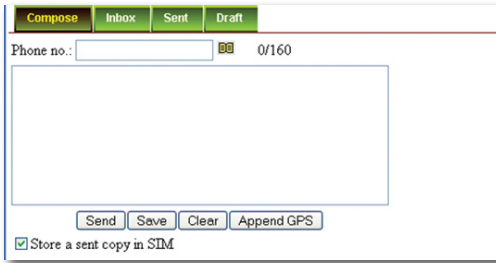 Compose Inbox Sent Draft
Phone no.: 0/160
Send Save Clear Append GPS
Store a sent copy in SIM